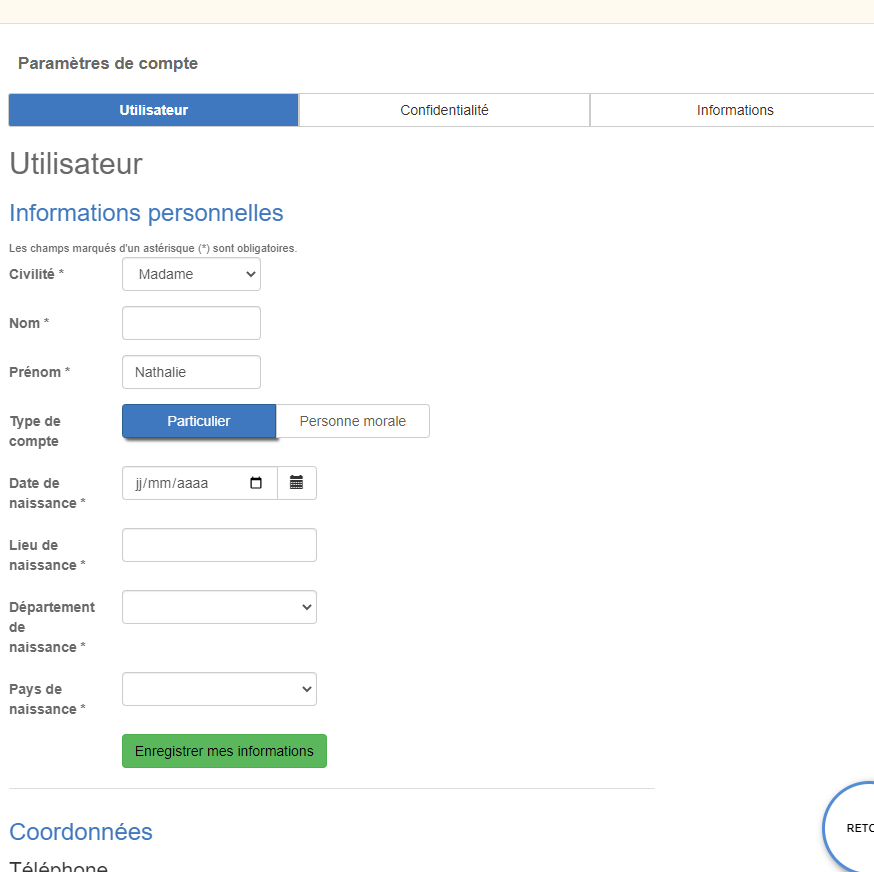 Paramètres de compte
Utilisateur
Confidentialité
Informations
Utilisateur
Informations personnelles
Les champs marqués d'un astérisque (*) sont obligatoires.
Civilité *
Madame
Nom *
Prénom *
Nathalie
Type de
compte
Particulier
Personne morale
Date de
naissance *
jj/mm/aaaa
Lieu de
naissance *
Département
de
naissance *
Pays de
naissance *
Enregistrer mes informations
Coordonnées
RETO
Téléphone